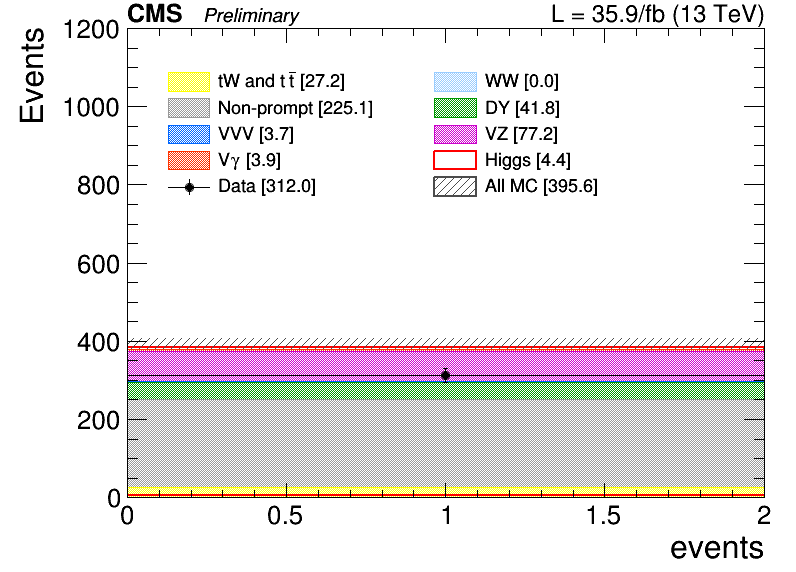 CMS Preliminary L = 35.9/fb (13 TeV)
Events
1200
1000
800
600
400
200
0
tW and t t̄ [27.2]
Non-prompt [225.1]
VVV [3.7]
Vγ [3.9]
Data [312.0]
WW [0.0]
DY [41.8]
VZ [77.2]
Higgs [4.4]
All MC [395.6]
0 0.5 1 1.5 2
events